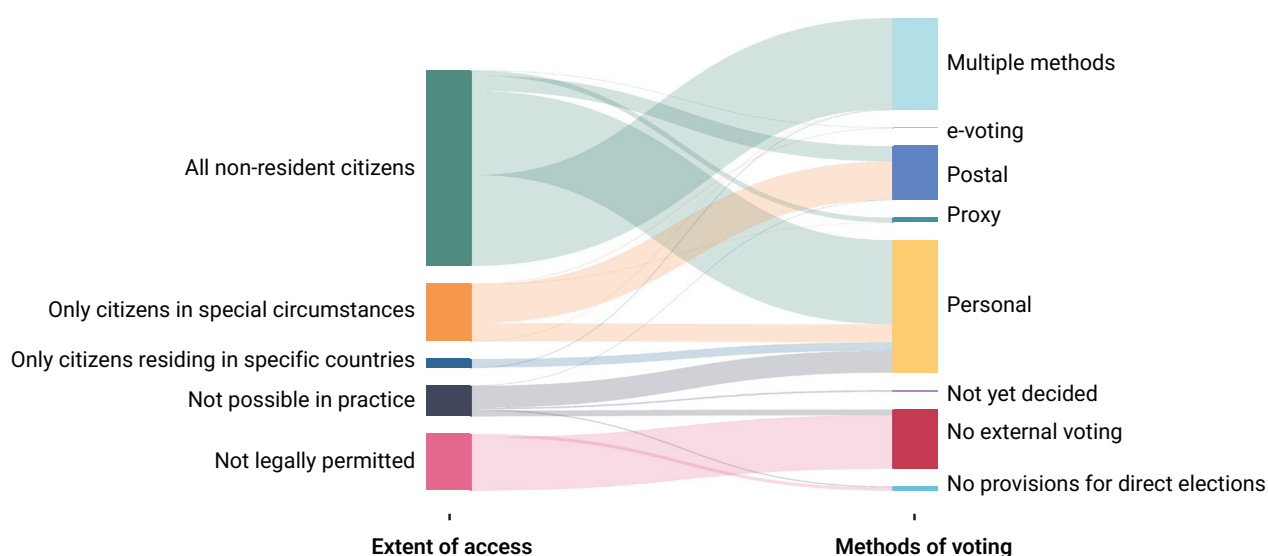 All non-resident citizens
Only citizens in special circumstances
Only citizens residing in specific countries
Not possible in practice
Not legally permitted
Multiple methods
e-voting
Postal
Proxy
Personal
Not yet decided
No external voting
No provisions for direct elections
Extent of access
Methods of voting